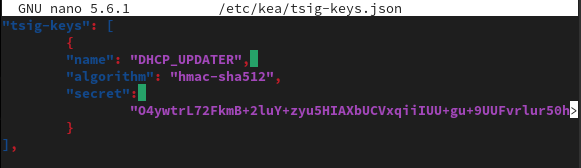 GNU nano 5.6.1 /etc/kea/tsig-keys.json
"tsig-keys": [
{
"name": "DHCP_UPDATER",
"algorithm": "hmac-sha512",
"secret":
"O4ywtrL72FkmB+2luY+zyu5HIAXbUCVxqiiIUU+gu+9UUFvrlur50h>
}
],